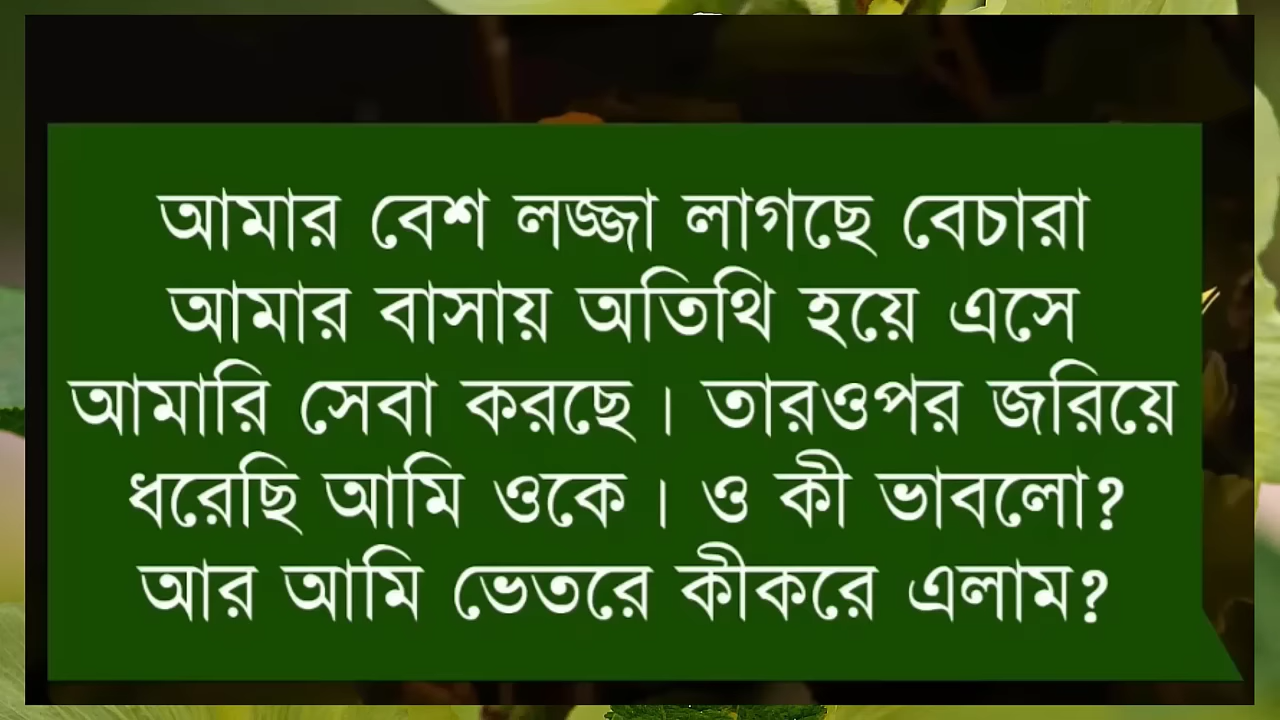 আমার বেশ লজ্জা লাগছে বেচারা
আমার বাসায় অতিথি হয়ে এসে
আমারি সেবা করছে। তারওপর জরিয়ে
ধরেছি আমি ওকে। ও কী ভাবলো?
আর আমি ভেতরে কীকরে এলাম?